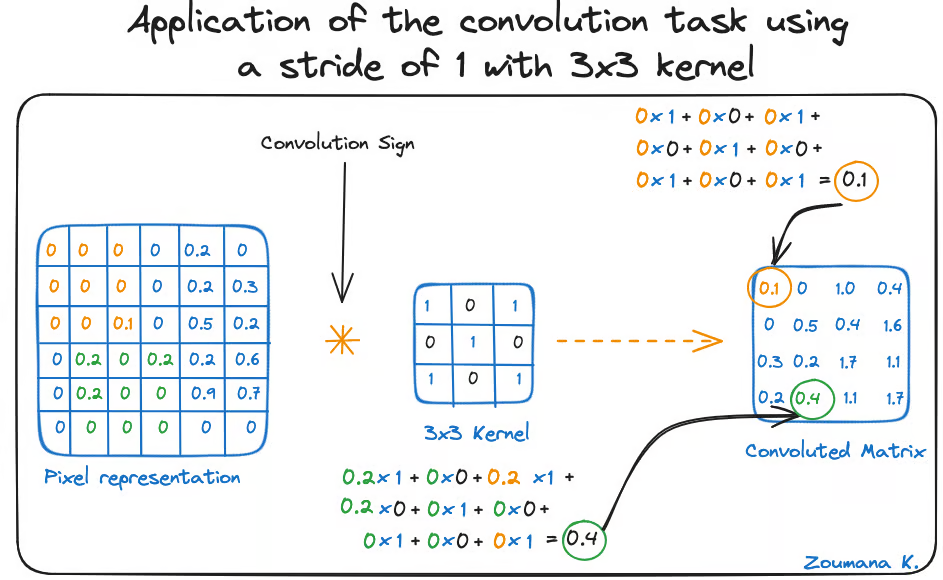 Application of the convolution task using
a stride of 1 with 3x3 kernel
0x1 + 0x0 + 0x1 +
0x0 + 0x1 + 0x0 +
0x1 + 0x0 + 0x1 = 0.1
Convolution Sign
0 0 0 0 0.2 0
0 0 0 0 0.2 0.3
0 0 0.1 0 0.5 0.2
0 0.2 0 0.2 0.2 0.6
0 0.2 0 0 0.9 0.7
0 0 0 0 0 0
Pixel representation
1 0 1
0 1 0
1 0 1
3x3 Kernel
0.1 0 1.0 0.4
0 0.5 0.4 1.6
0.3 0.2 1.7 1.1
0.2 0.4 1.1 1.7
Convoluted Matrix
0.2x1 + 0x0 + 0.2 x1 +
0.2 x0 + 0x1 + 0x0 +
0x1 + 0x0 + 0x1 = 0.4
Zoumana K.